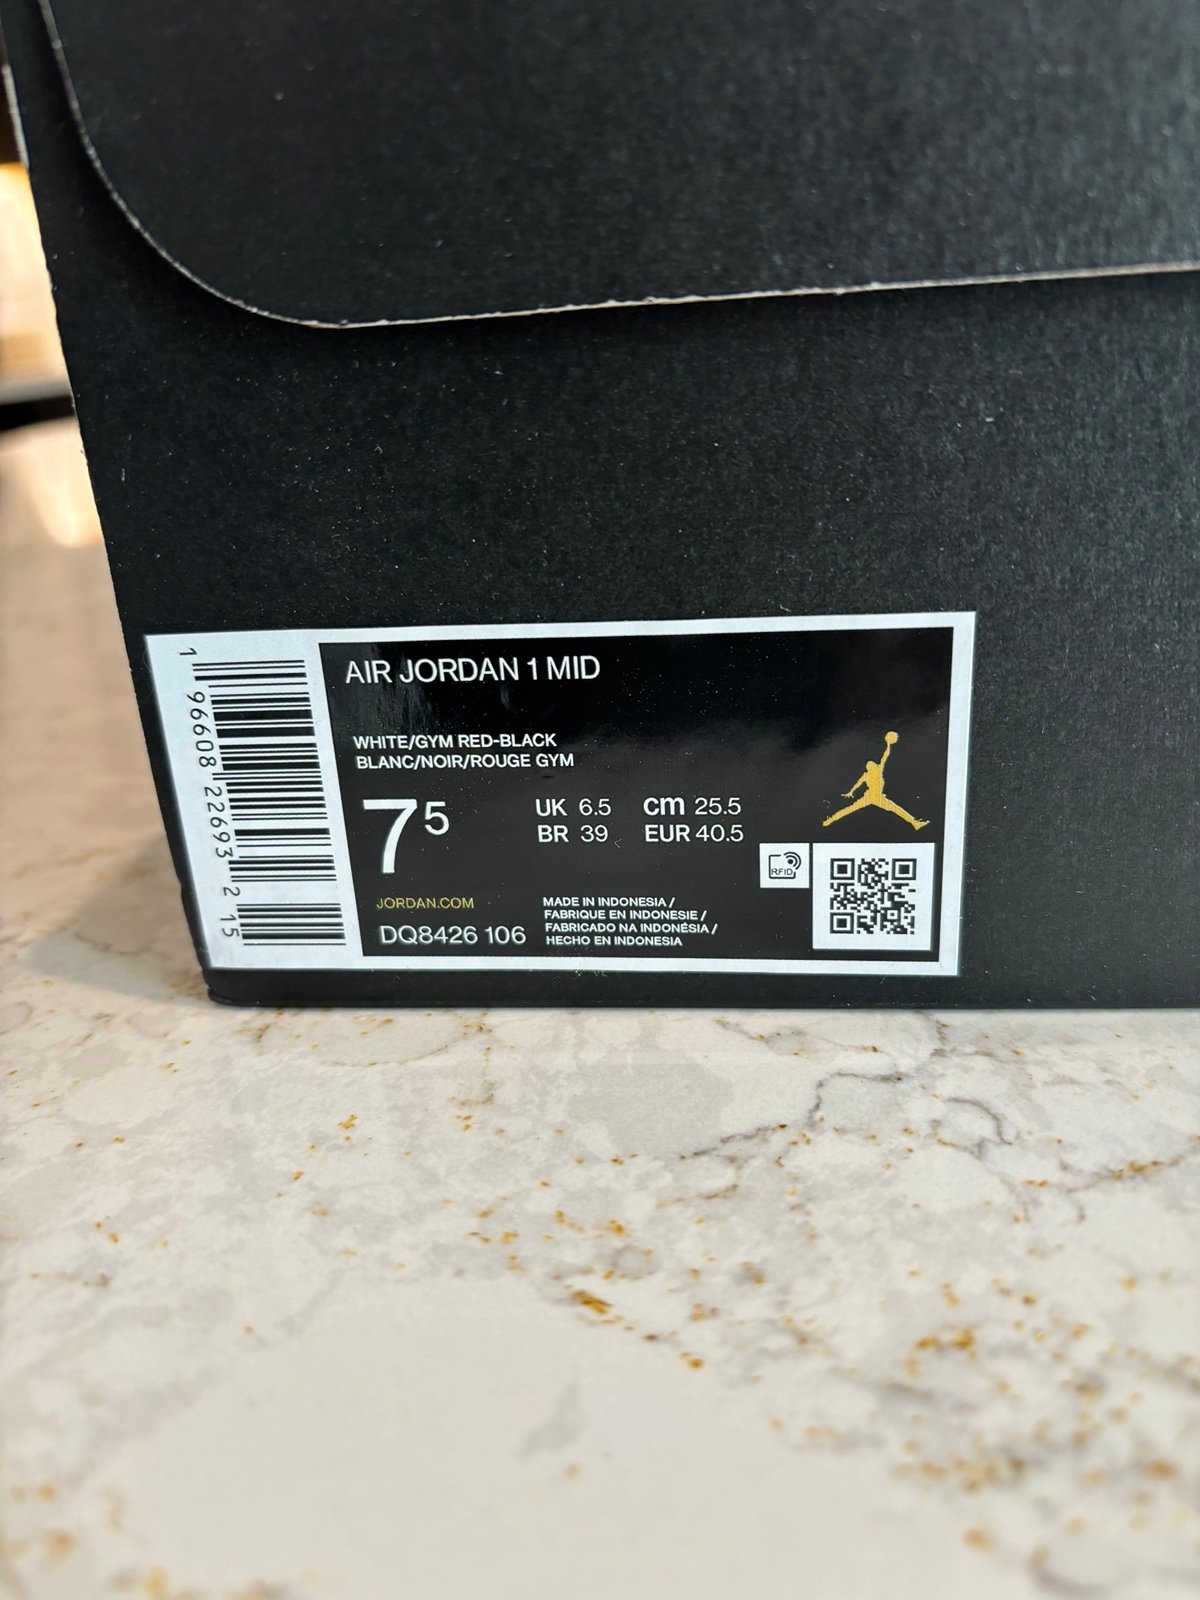 AIR JORDAN 1 MID
WHITE/GYM RED-BLACK
BLANC/NOIR/ROUGE GYM
7 5
UK 6.5 cm 25.5
BR 39 EUR 40.5
RFID
JORDAN.COM
DQ8426 106
MADE IN INDONESIA /
FABRIQUE EN INDONESIE /
FABRICADO NA INDONÉSIA /
HECHO EN INDONESIA
1 96608 22693 2 15